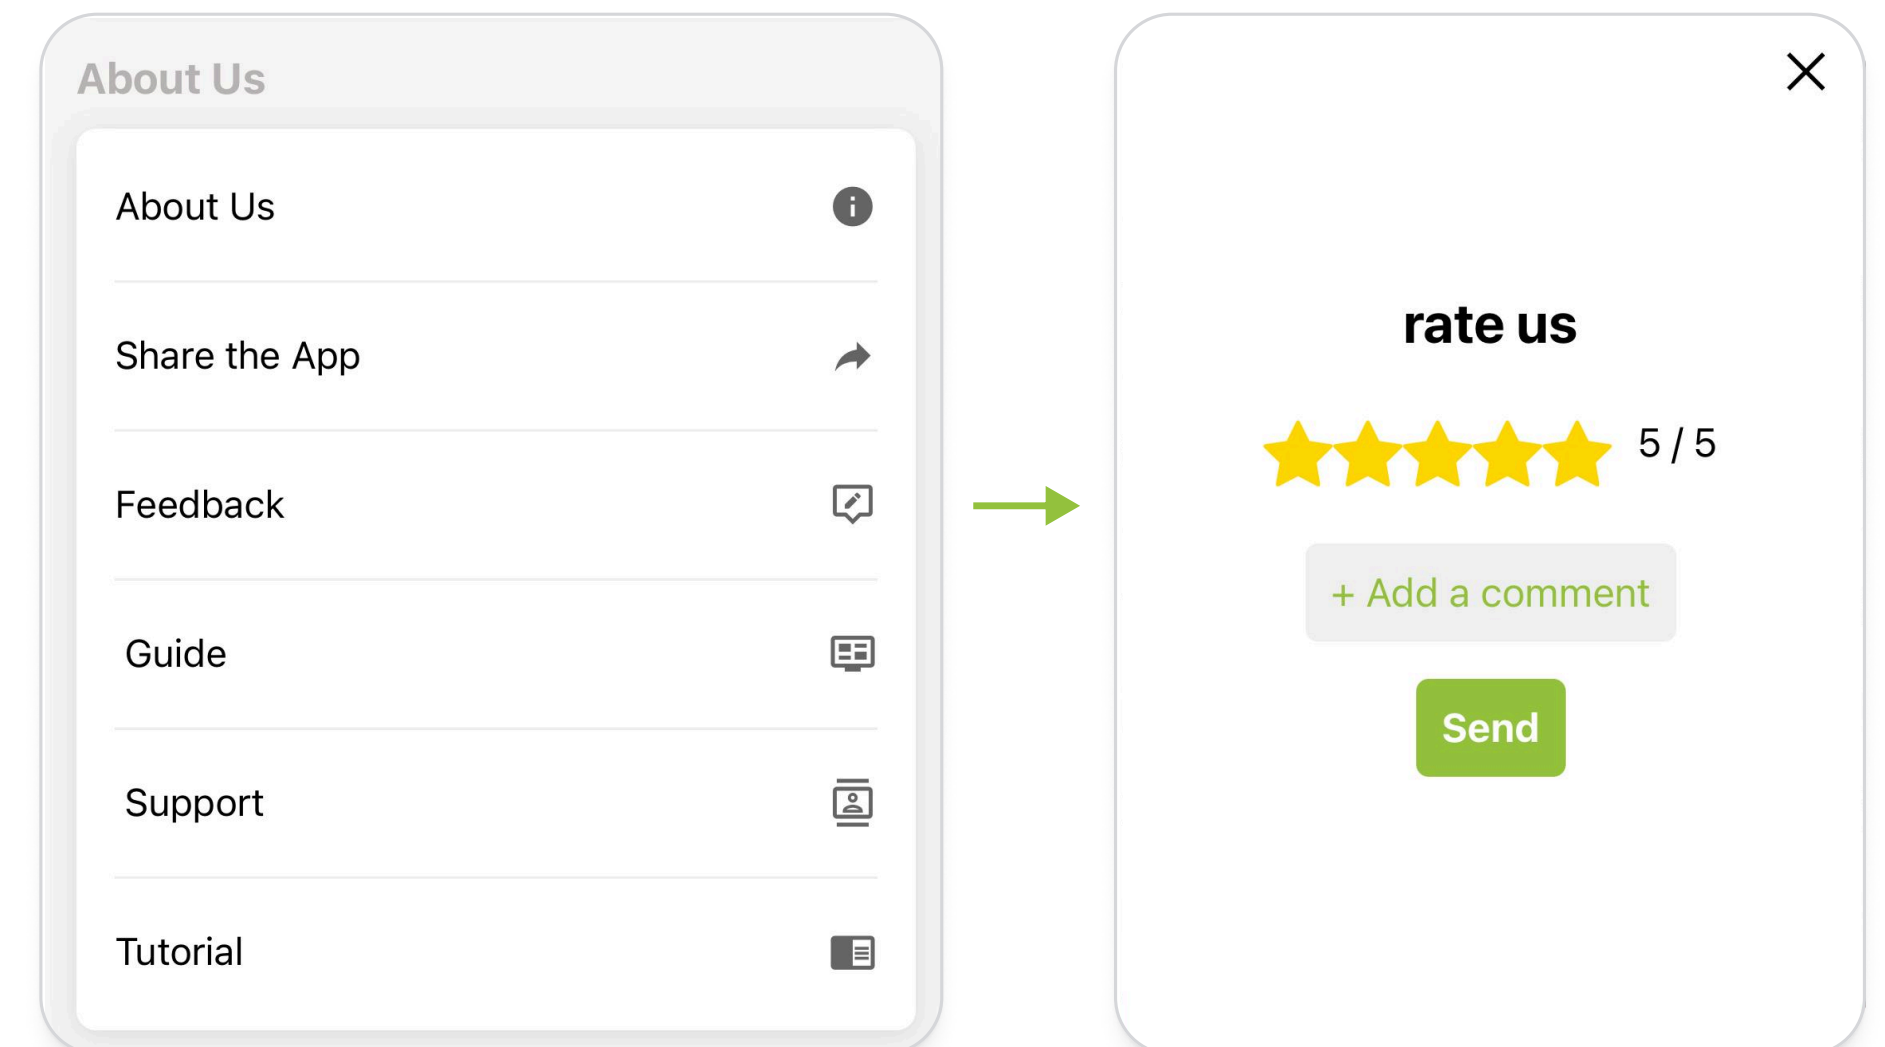 About Us
About Us
Share the App
Feedback
Guide
Support
Tutorial
rate us
5 / 5
+ Add a comment
Send